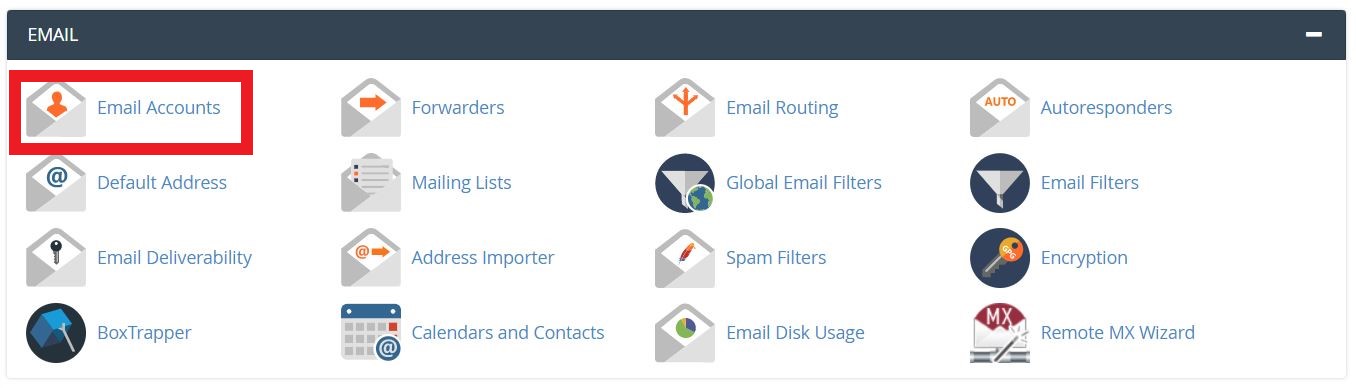 EMAIL
Email Accounts
Forwarders
Email Routing
AUTO
Autoresponders
@
Default Address
Mailing Lists
Global Email Filters
Email Filters
Email Deliverability
@
Address Importer
Spam Filters
GPG
Encryption
BoxTrapper
@
Calendars and Contacts
Email Disk Usage
MX
Remote MX Wizard